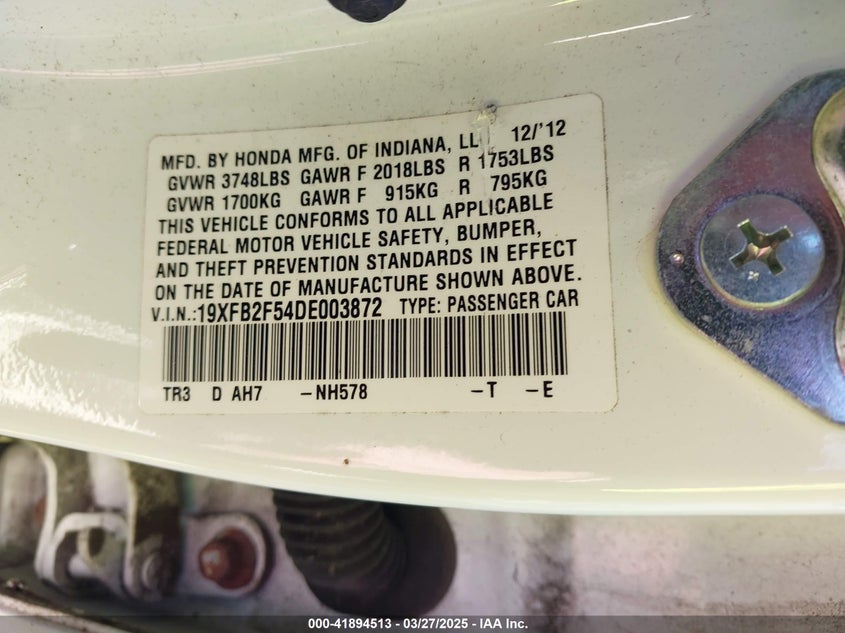 MFD. BY HONDA MFG. OF INDIANA, LL 12/'12
GVWR 3748LBS GAWR F 2018LBS R 1753LBS
GVWR 1700KG GAWR F 915KG R 795KG
THIS VEHICLE CONFORMS TO ALL APPLICABLE
FEDERAL MOTOR VEHICLE SAFETY, BUMPER,
AND THEFT PREVENTION STANDARDS IN EFFECT
ON THE DATE OF MANUFACTURE SHOWN ABOVE.
V.I.N.:19XFB2F54DE003872 TYPE: PASSENGER CAR
TR3 D AH7 -NH578 -T -E
000-41894513 - 03/27/2025 - IAA Inc.